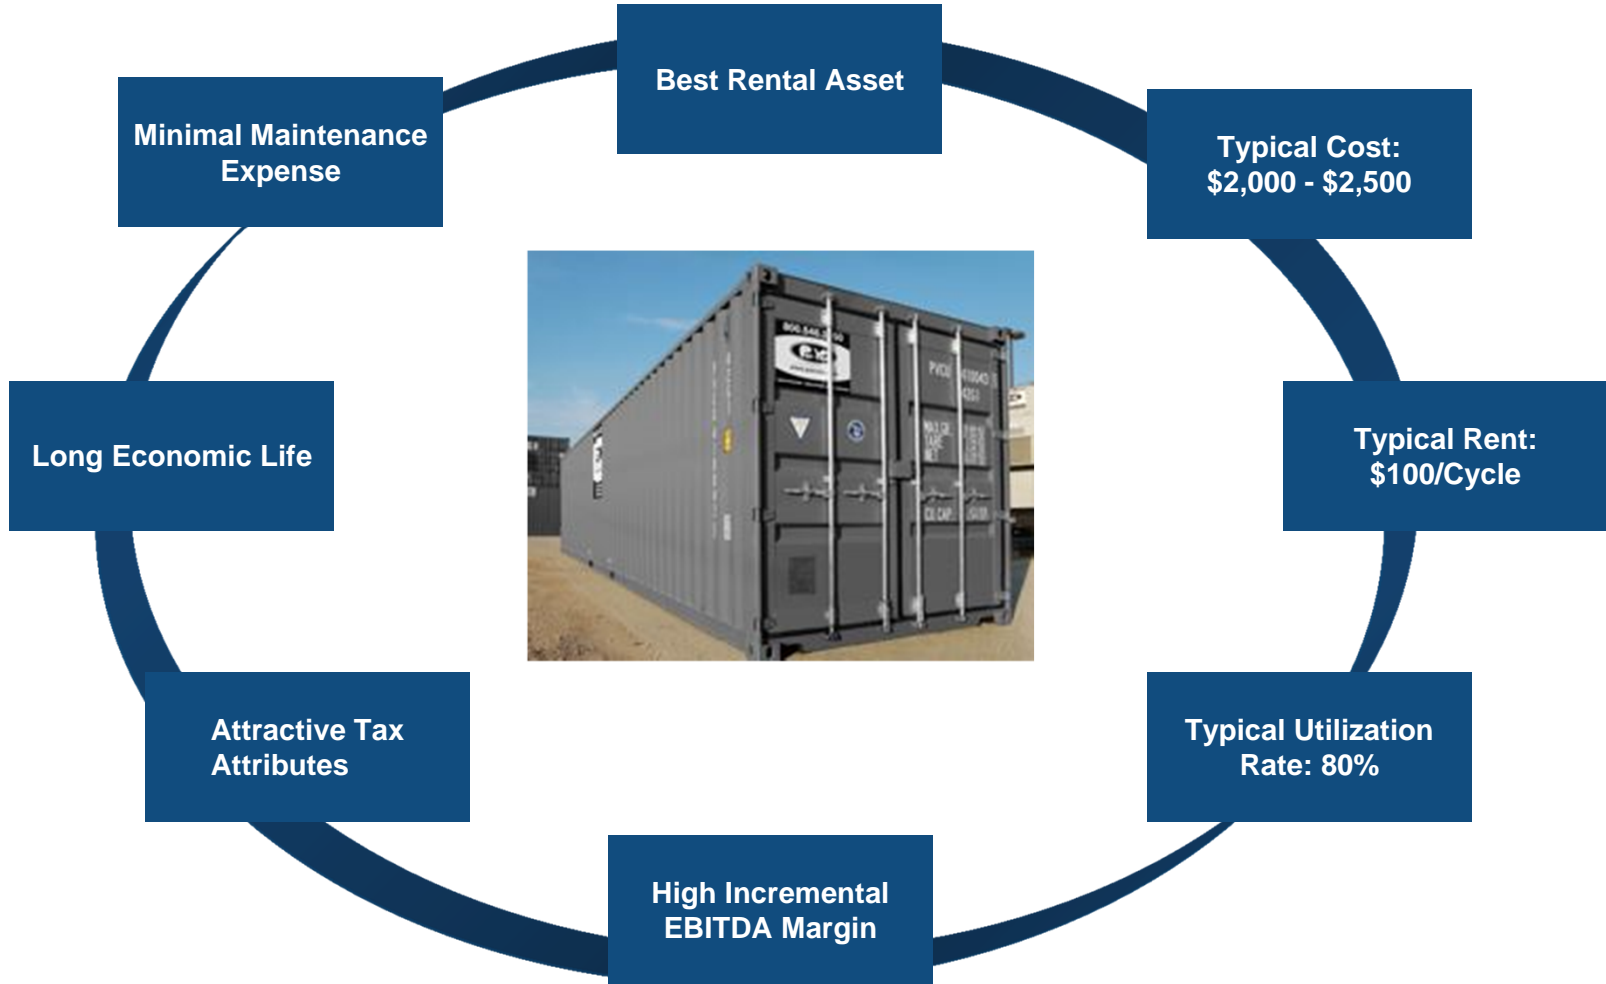 Best Rental Asset
Minimal Maintenance
Expense
Typical Cost:
$2,000 - $2,500
Long Economic Life
Typical Rent:
$100/Cycle
Attractive Tax
Attributes
Typical Utilization
Rate: 80%
High Incremental
EBITDA Margin